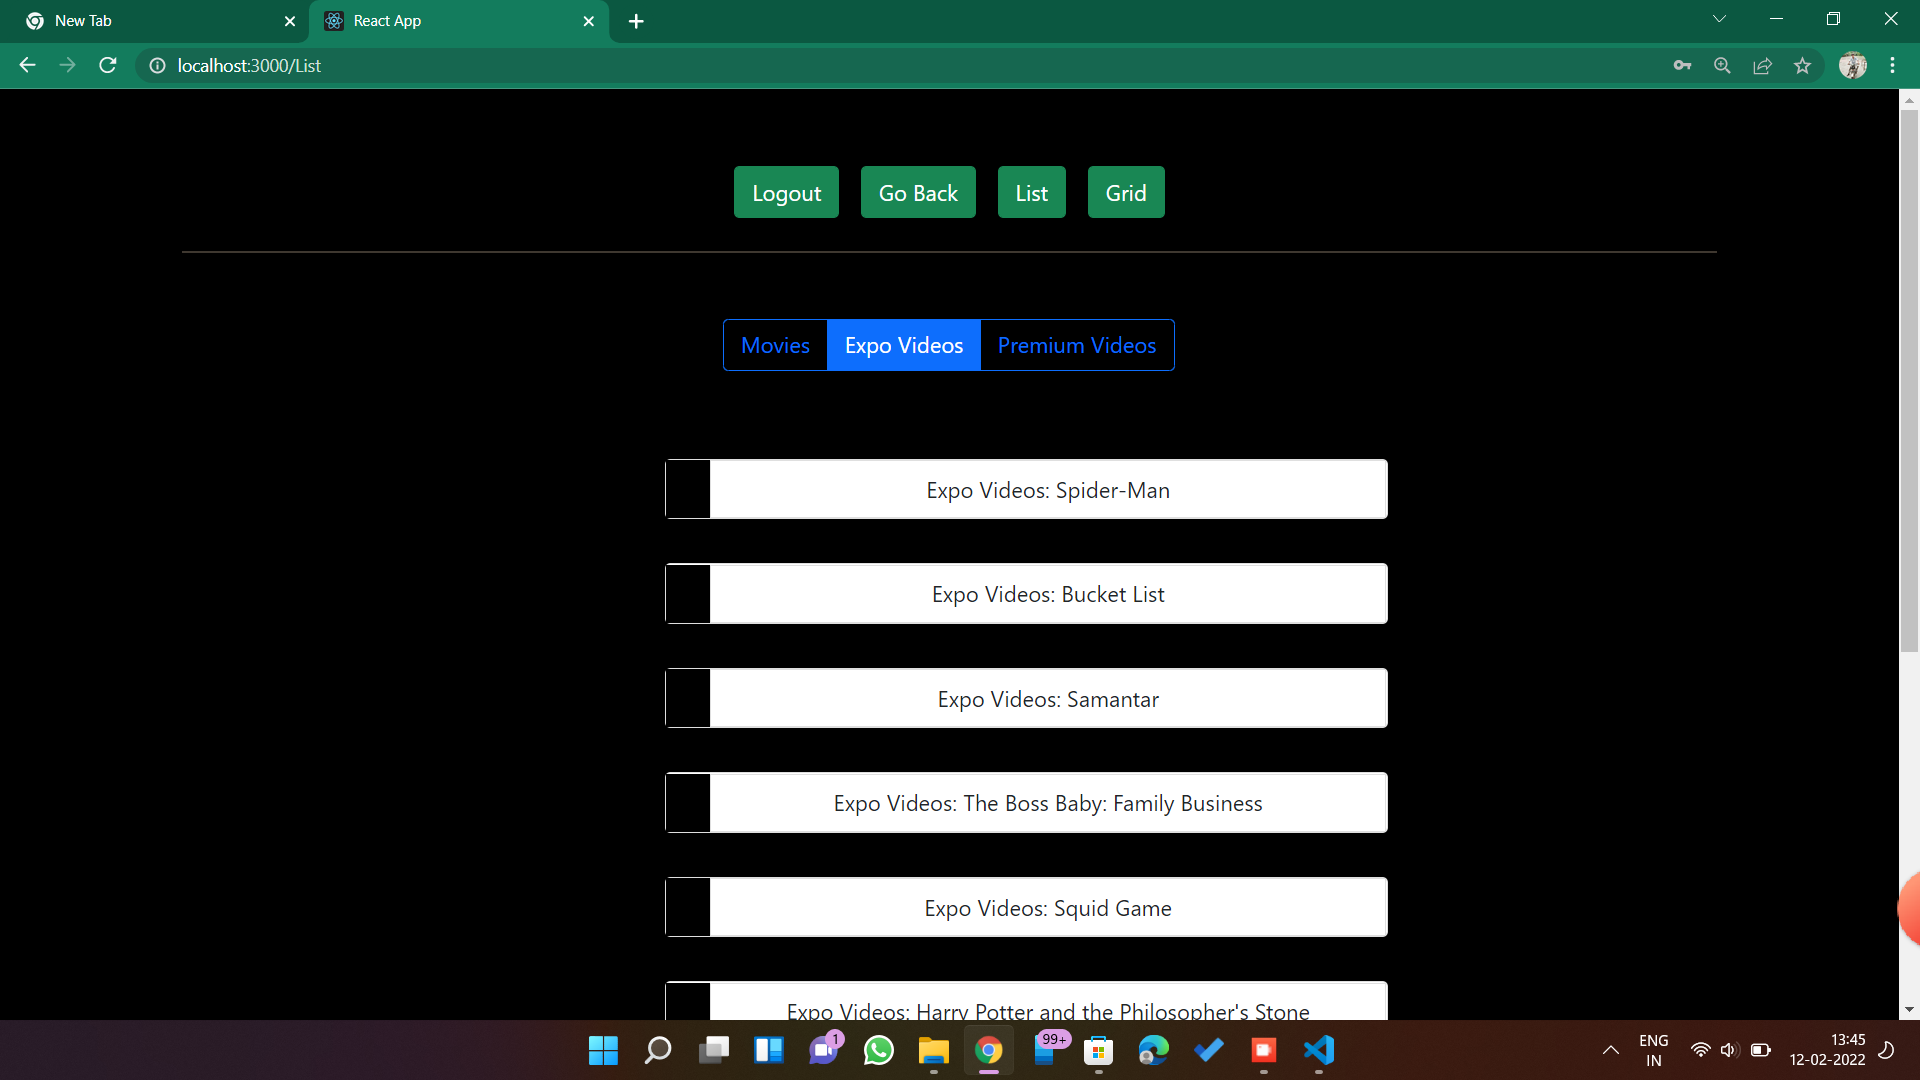 New Tab
React App
localhost:3000/List
Logout
Go Back
List
Grid
Movies
Expo Videos
Premium Videos
Expo Videos: Spider-Man
Expo Videos: Bucket List
Expo Videos: Samantar
Expo Videos: The Boss Baby: Family Business
Expo Videos: Squid Game
Expo Videos: Harry Potter and the Philosopher's Stone
1
99+
ENG
IN
13:45
12-02-2022